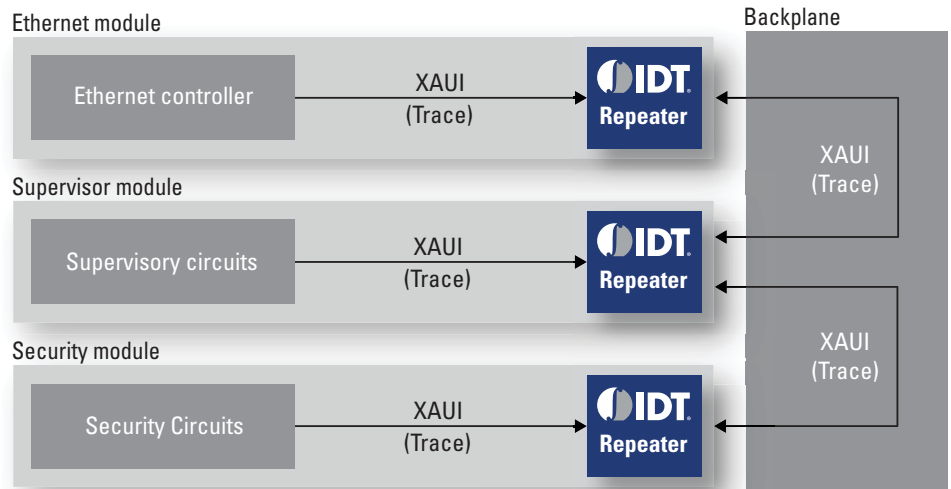 Ethernet module
Backplane
Ethernet controller
XAUI
(Trace)
IDT.
Repeater
XAUI
(Trace)
Supervisor module
Supervisory circuits
XAUI
(Trace)
IDT.
Repeater
XAUI
(Trace)
Security module
Security Circuits
XAUI
(Trace)
IDT.
Repeater